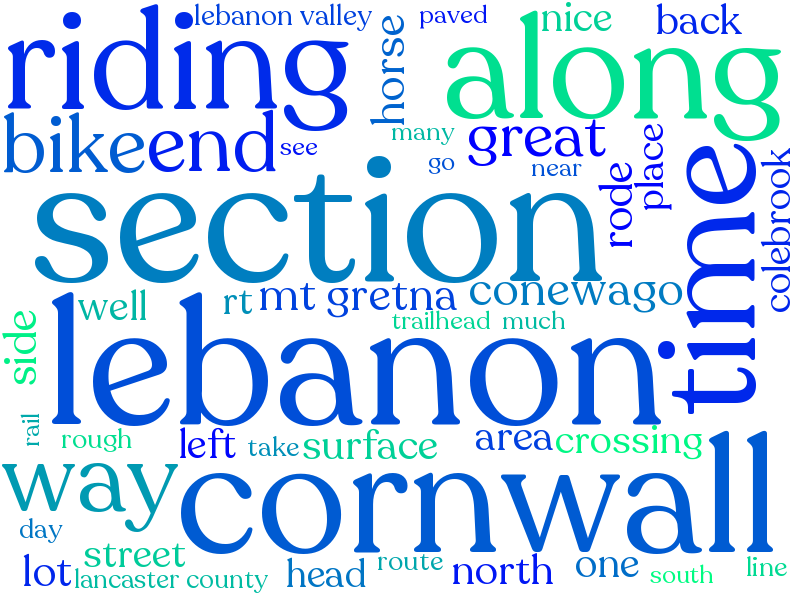 riding
lebanon valley
horse
paved
along
nice
back
bike
end
see
many
great
go
near
rode
place
time
colebrook
section
well
rt
mt gretna
conewago
side
trailhead
much
lebanon
rail
rough
left
take
surface
area
crossing
way
cornwall
day
street
lot
lancaster county
head
route
north
one
south
line